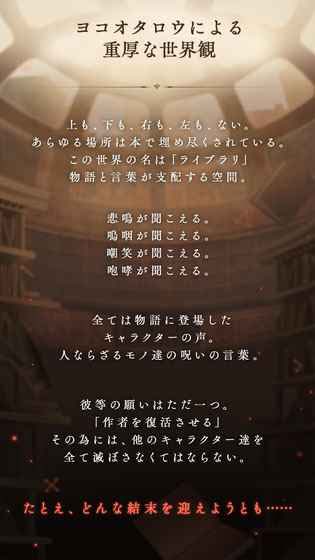 ヨコオタロウによる
重厚な世界観
上も、下も、右も、左も、ない。
あらゆる場所は本で埋め尽くされている。
この世界の名は「ライブラリ」
物語と言葉が支配する空間。
悲鳴が聞こえる。
嗚咽が聞こえる。
嘲笑が聞こえる。
咆哮が聞こえる。
全ては物語に登場した
キャラクターの声。
人ならざるモノ達の呪いの言葉。
彼等の願いはただ一つ。
「作者を復活させる」
その為には、他のキャラクター達を
全て滅ぼさなくてはならない。
たとえ、どんな結末を迎えようとも……